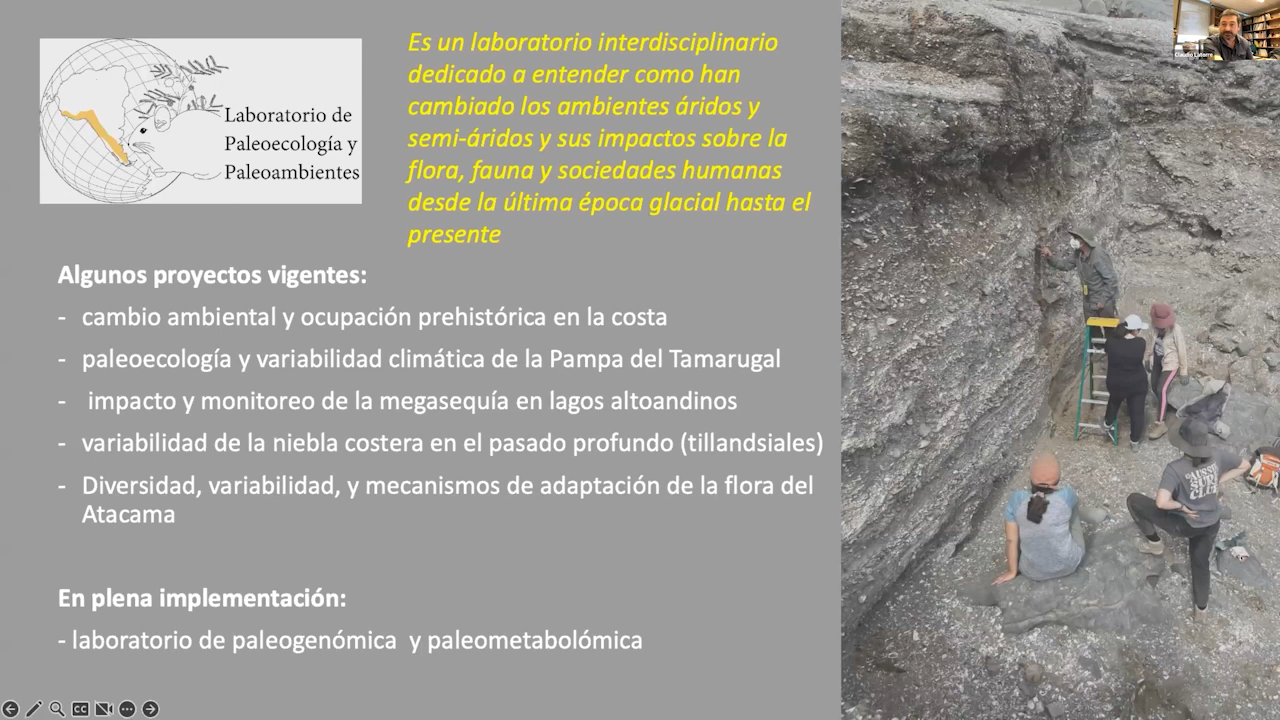 Laboratorio de
Paleoecología y
Paleoambientes
Es un laboratorio interdisciplinario
dedicado a entender como han
cambiado los ambientes áridos y
semi-áridos y sus impactos sobre la
flora, fauna y sociedades humanas
desde la última época glacial hasta el
presente
Algunos proyectos vigentes:
- cambio ambiental y ocupación prehistórica en la costa
- paleoecología y variabilidad climática de la Pampa del Tamarugal
- impacto y monitoreo de la megasequía en lagos altoandinos
- variabilidad de la niebla costera en el pasado profundo (tillandsiales)
- Diversidad, variabilidad, y mecanismos de adaptación de la flora del
Atacama
En plena implementación:
- laboratorio de paleogenómica y paleometabolómica
Claudio Latorre
CC